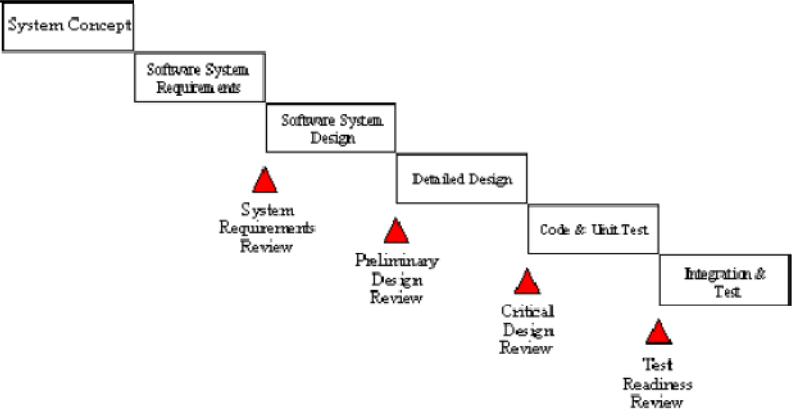 System Concept
Software System
Requirements
Software System
Design
Detailed Design
System
Requirements
Review
Code & Unit Test
Preliminary
Design
Review
Integration &
Test
Critical
Design
Review
Test
Readiness
Review